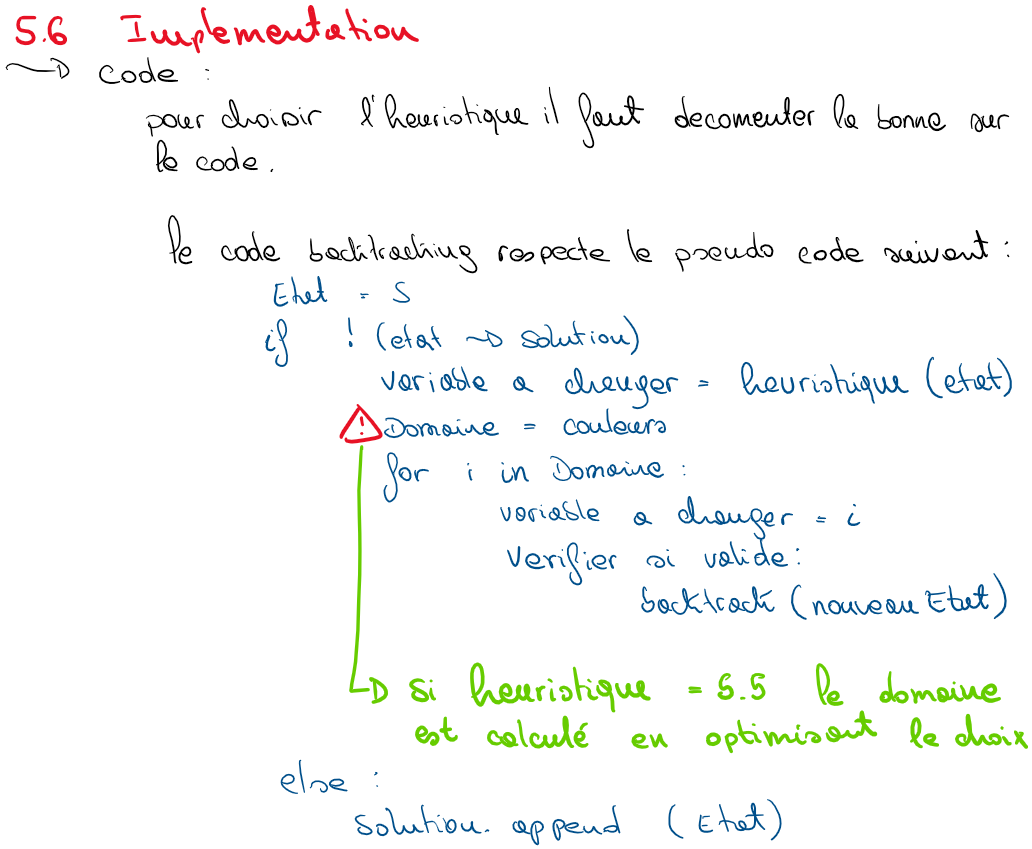 5.6 Implementation
code :
pour choisir l'heuristique il faut decomenter la bonne sur
le code.
le code backtracking respecte le pseudo code suivant :
Etat = S
if ! (etat → solution)
variable a changer = heuristique (etat)
! Domaine = couleurs
for i in Domaine :
variable a changer = i
Verifier si valide :
backtrack (nouveau Etat)
→ si heuristique = 5.5 le domaine
est calculé en optimisant le choix
else :
solution.append (Etat)